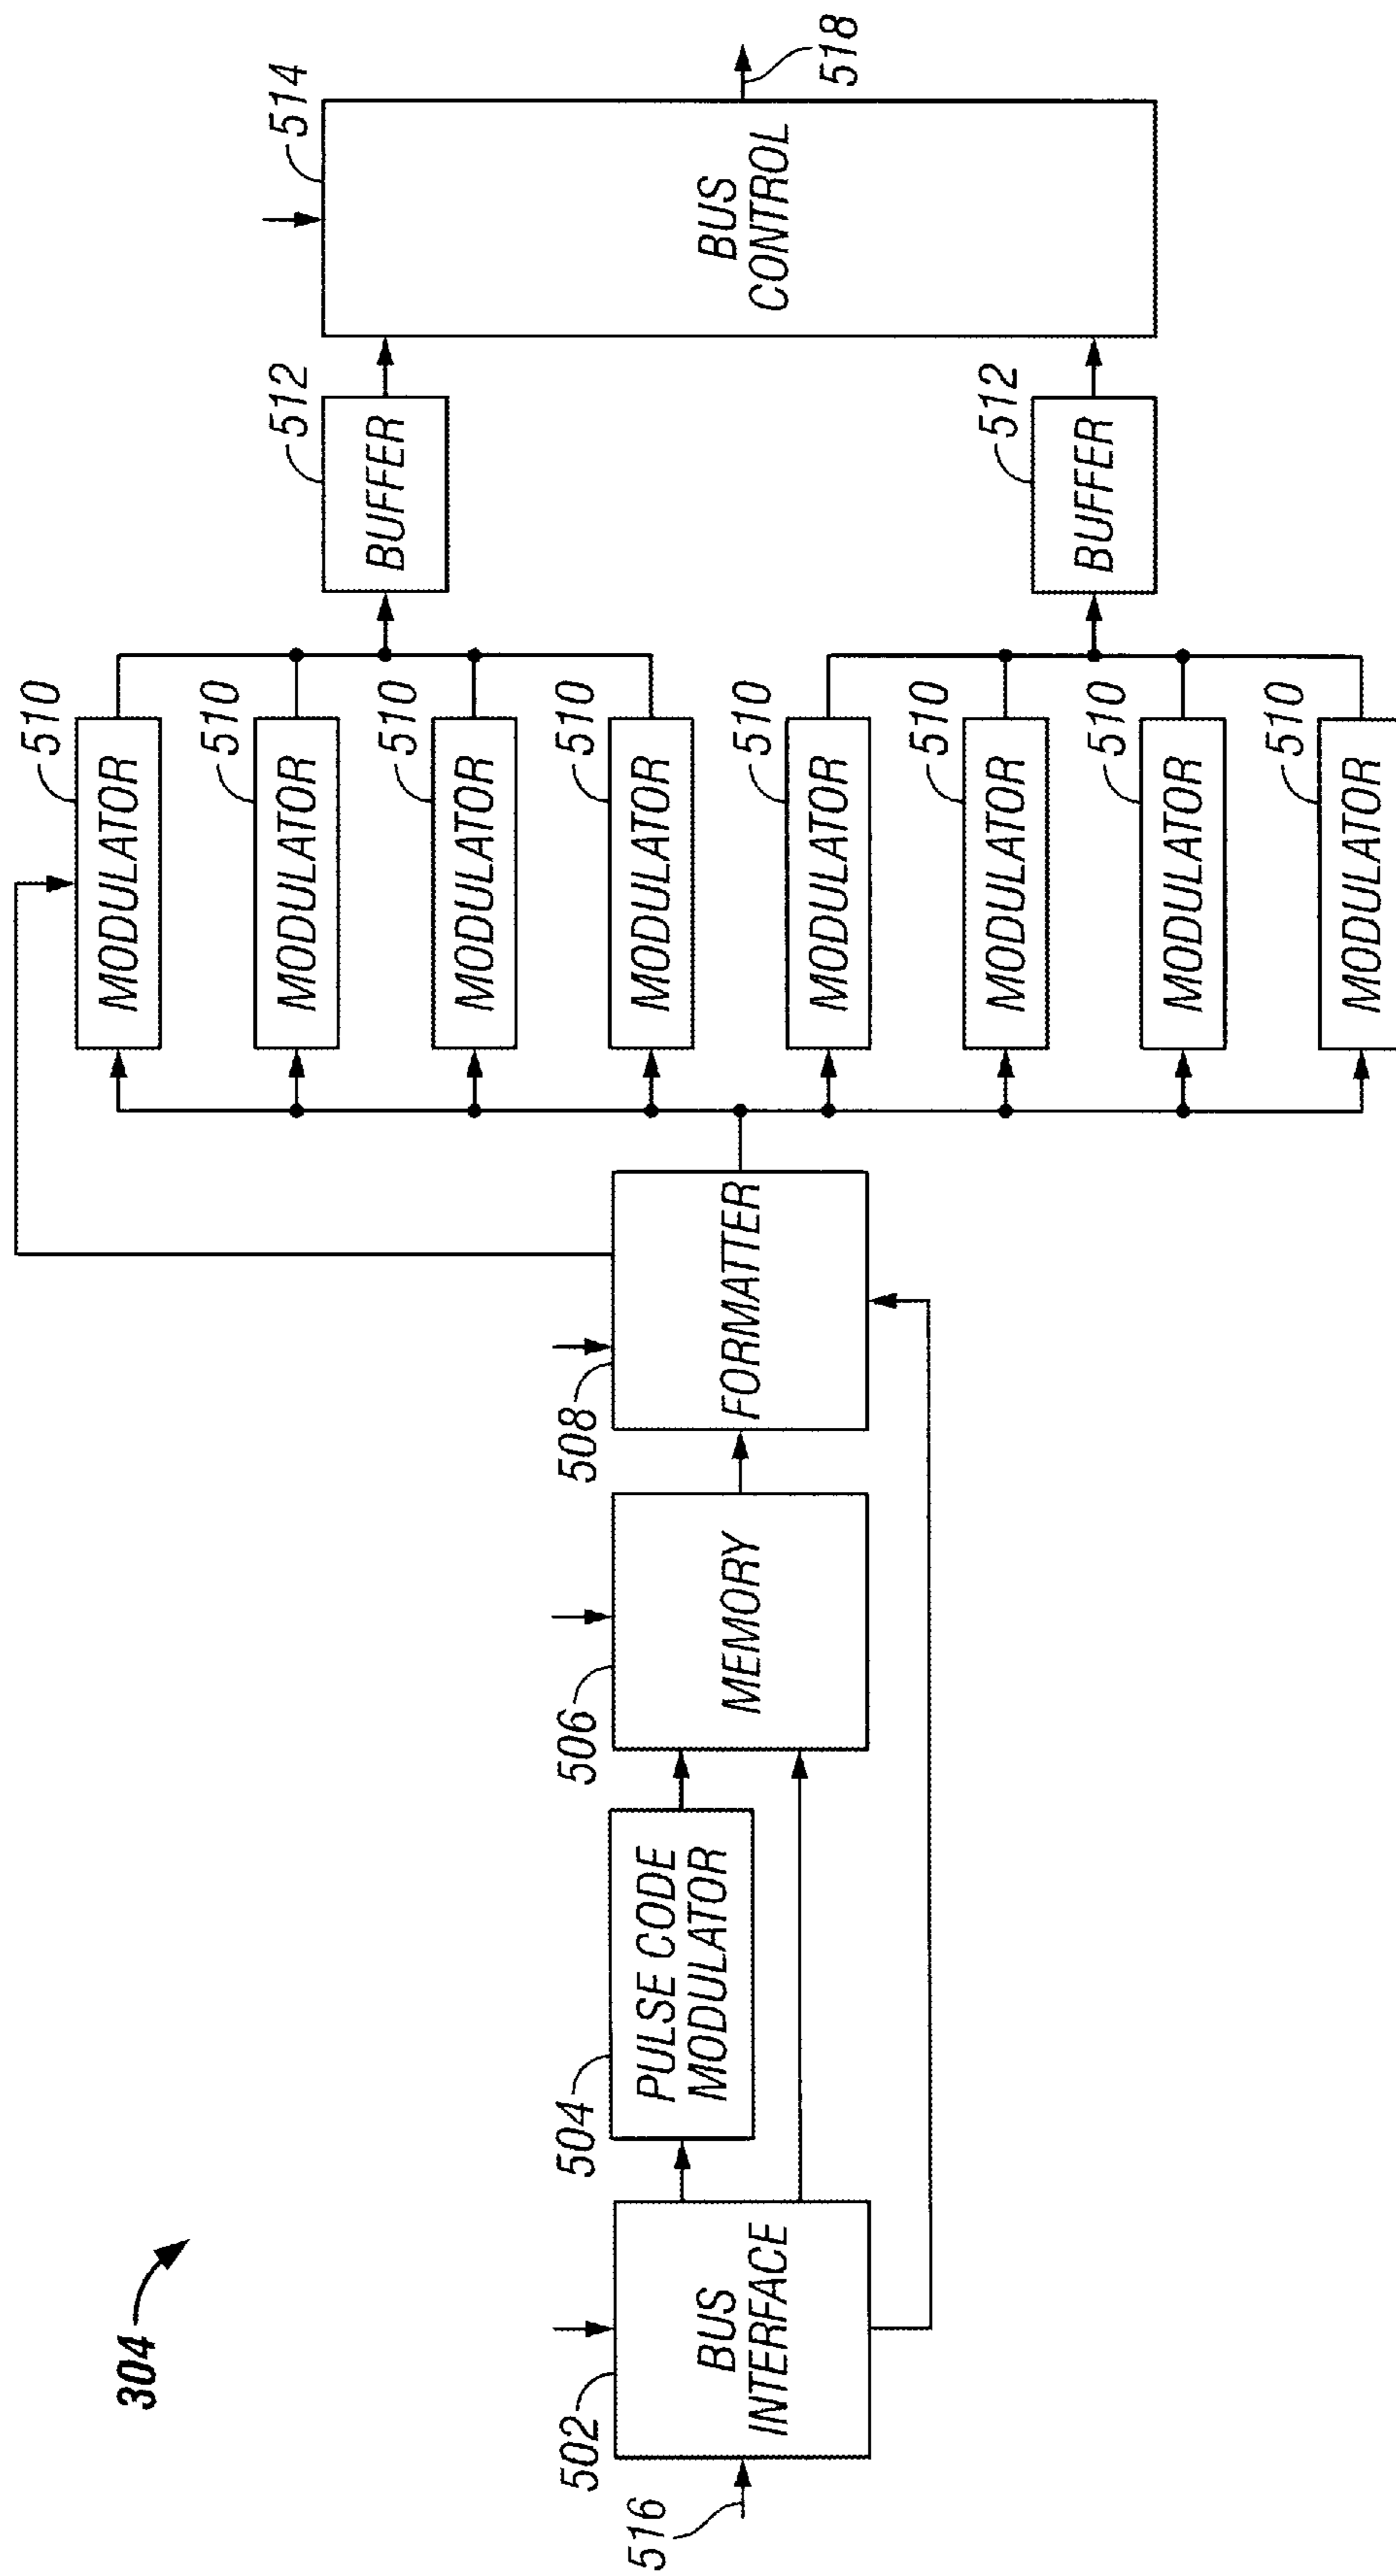 304
516
502
BUS
INTERFACE
504
PULSE CODE
MODULATOR
506
MEMORY
508
FORMATTER
510
MODULATOR
510
MODULATOR
510
MODULATOR
510
MODULATOR
510
MODULATOR
510
MODULATOR
510
MODULATOR
510
MODULATOR
512
BUFFER
512
BUFFER
514
BUS
CONTROL
518